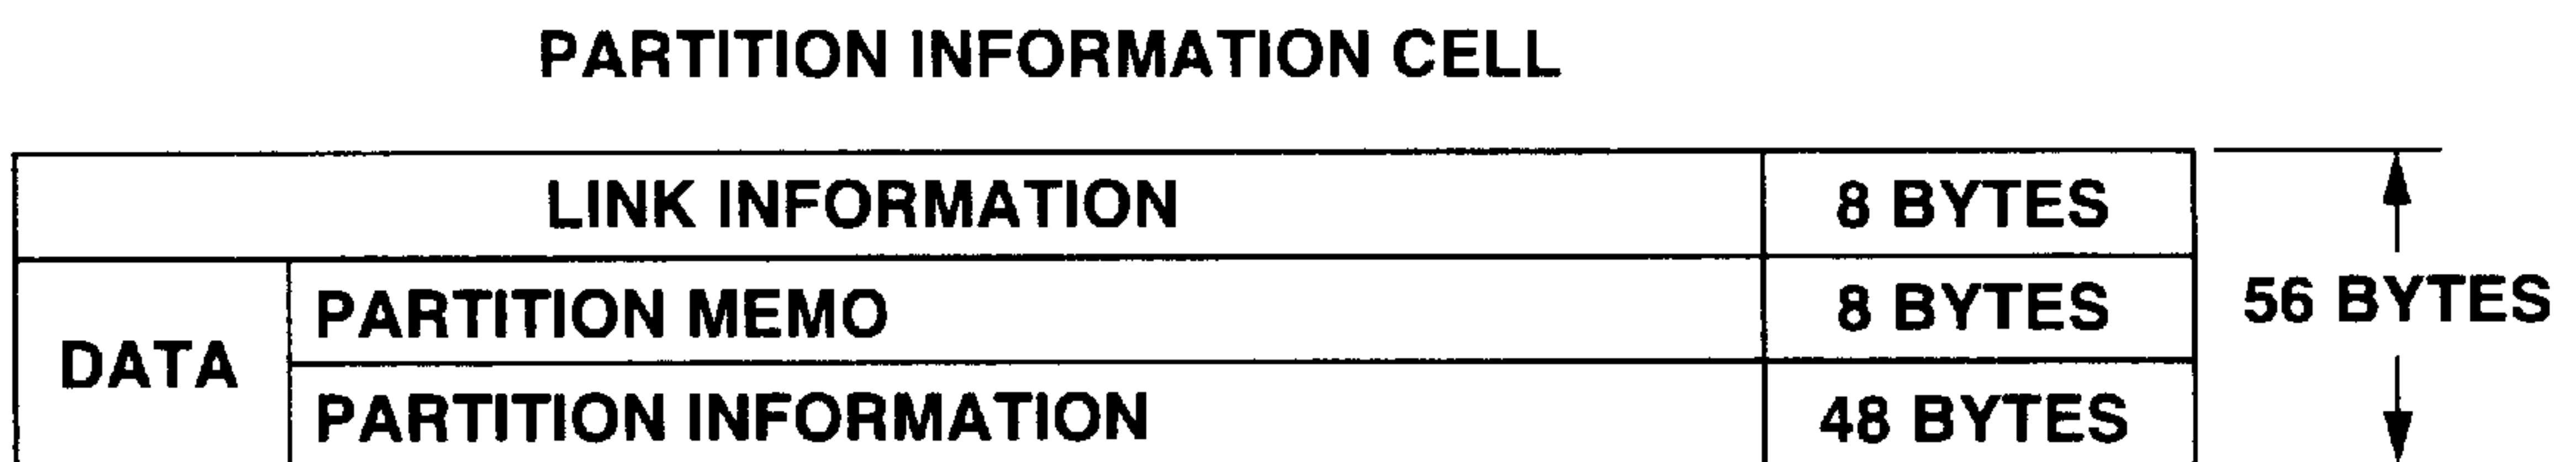 PARTITION INFORMATION CELL
LINK INFORMATION 8 BYTES
PARTITION MEMO 8 BYTES
56 BYTES
DATA
PARTITION INFORMATION 48 BYTES